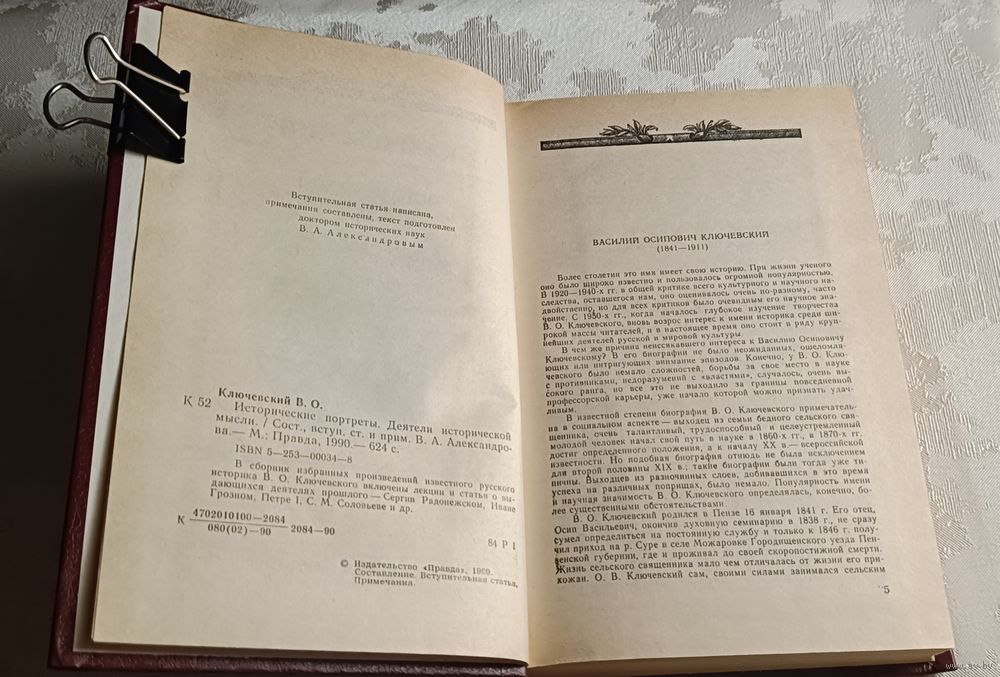 Вступительная статья написана,
примечания составлены, текст подготовлен
доктором исторических наук
В. А. Александровым
Ключевский В. О.
К 52 Исторические портреты. Деятели исторической
мысли. / Сост., вступ. ст. и прим. В. А. Александро-
ва.— М.: Правда, 1990.— 624 с.
ISBN 5—253—00034—8
В сборник избранных произведений известного русского
историка В. О. Ключевского включены лекции и статьи о вы-
дающихся деятелях прошлого — Сергии Радонежском, Иване
Грозном, Петре I, С. М. Соловьеве и др.
К 4702010100—2084
080(02)—90 2084—90
84 Р 1
© Издательство «Правда», 1990.
Составление. Вступительная статья.
Примечания.
ВАСИЛИЙ ОСИПОВИЧ КЛЮЧЕВСКИЙ
(1841—1911)
Более столетия это имя имеет свою историю. При жизни ученого
оно было широко известно и пользовалось огромной популярностью.
В 1920—1940-х гг. в общей критике всего культурного и научного на-
следства, оставшегося нам, оно оценивалось очень по-разному, часто
двойственно, но для всех критиков было очевидным его научное зна-
чение. С 1950-х гг., когда началось глубокое изучение творчества
В. О. Ключевского, вновь возрос интерес к имени историка среди ши-
рокой массы читателей, и в настоящее время оно стоит в ряду круп-
нейших деятелей русской и мировой культуры.
В чем же причина неиссякавшего интереса к Василию Осиповичу
Ключевскому? В его биографии не было неожиданных, ошеломля-
ющих или интригующих внимание эпизодов. Конечно, у В. О. Клю-
чевского было немало сложностей, борьбы за свое место в науке
с противниками, недоразумений с «властями», случалось, очень вы-
сокого ранга, но все это не выходило за границы повседневной
профессорской карьеры, уже начало которой можно признать удач-
ливым.
В известной степени биография В. О. Ключевского примечатель-
на в социальном аспекте — выходец из семьи бедного сельского свя-
щенника, очень талантливый, трудоспособный и целеустремленный
молодой человек начал свой путь в науке в 1860-х гг., в 1870-х гг.
достиг определенного положения, а к началу XX в.— всероссийской
известности. Но подобная биография отнюдь не была исключением
для второй половины XIX в.; такие биографии были тогда уже ти-
пичны. Выходцев из разночинных слоев, добивавшихся в это время
успеха на различных поприщах, было немало. Популярность имени
и научная значимость В. О. Ключевского определялась, конечно, бо-
лее существенными обстоятельствами.
В. О. Ключевский родился в Пензе 16 января 1841 г. Его отец,
Осип Васильевич, окончив духовную семинарию в 1838 г., не сразу
сумел определиться на постоянную службу и только к 1846 г. полу-
чил приход на р. Суре в селе Можаровке Городищенского уезда Пен-
зенской губернии, где и проживал до своей скоропостижной смерти.
Жизнь сельского священника мало чем отличалась от жизни его при-
хожан. О. В. Ключевский сам, своими силами занимался сельским
5